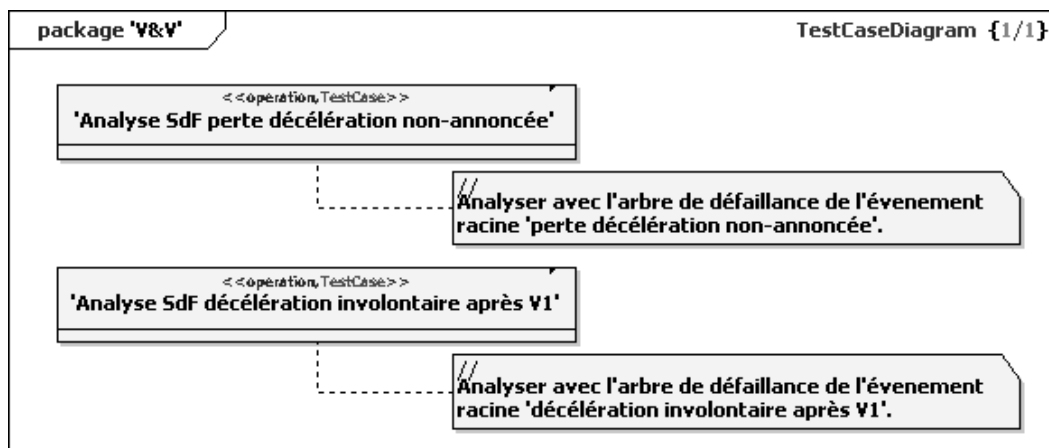 package 'V&V'
TestCaseDiagram {1/1}
<<operation,TestCase>>
'Analyse SdF perte décélération non-annoncée'
//
Analyser avec l'arbre de défaillance de l'évenement
racine 'perte décélération non-annoncée'.
<<operation,TestCase>>
'Analyse SdF décélération involontaire après V1'
//
Analyser avec l'arbre de défaillance de l'évenement
racine 'décélération involontaire après V1'.